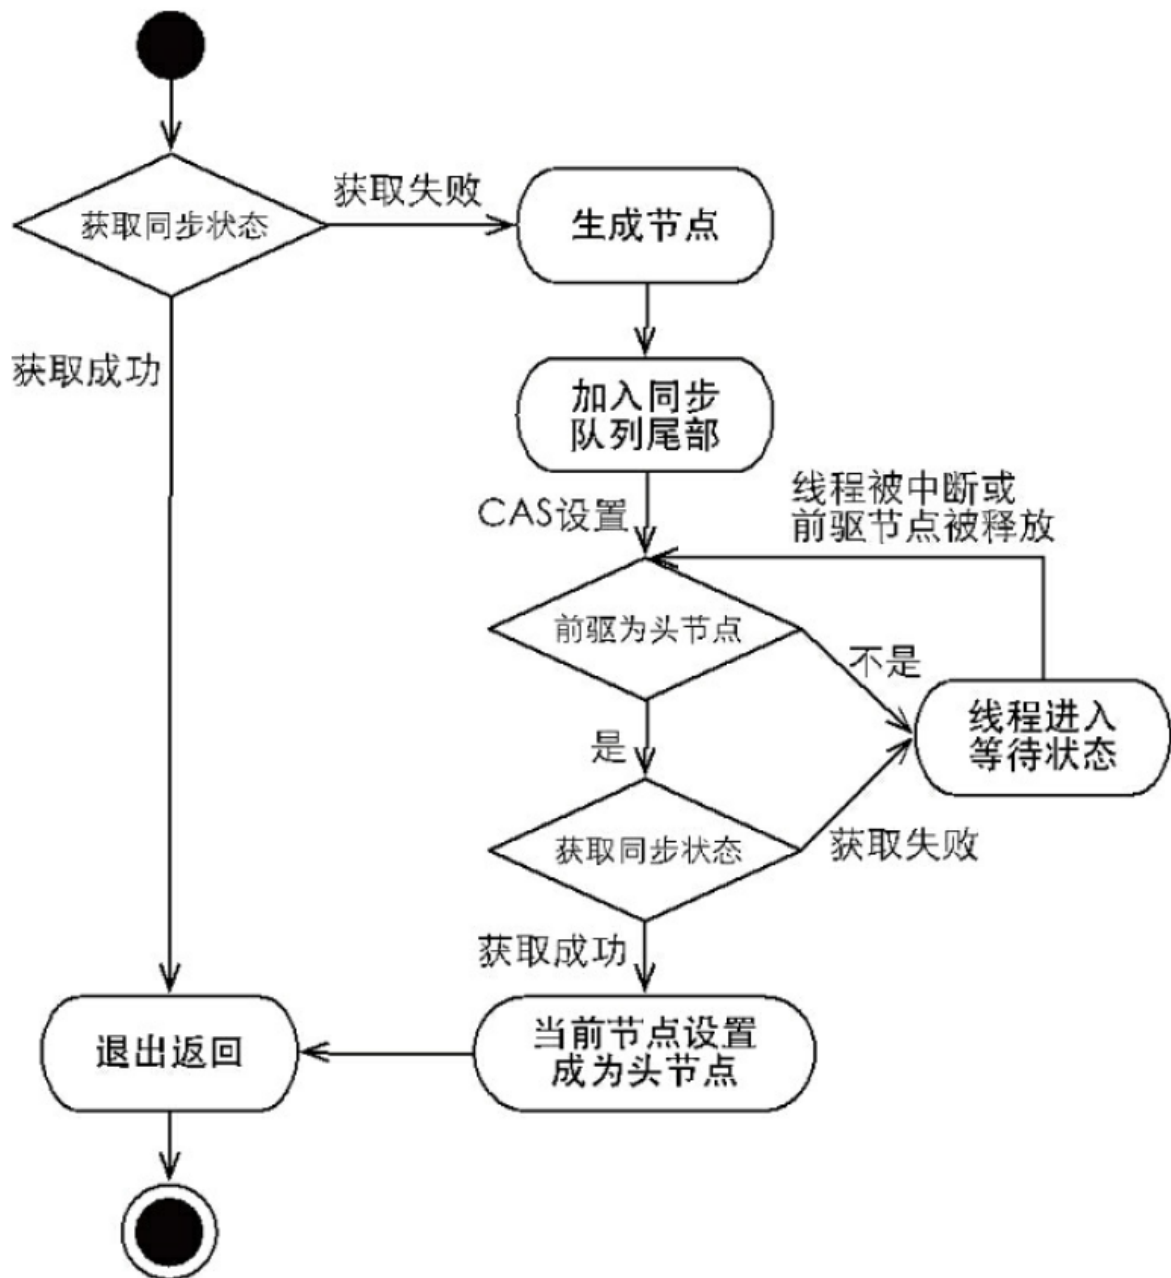 获取同步状态
获取失败
生成节点
获取成功
加入同步
队列尾部
CAS设置
线程被中断或
前驱节点被释放
前驱为头节点
不是
线程进入
等待状态
是
获取同步状态
获取失败
获取成功
当前节点设置
成为头节点
退出返回